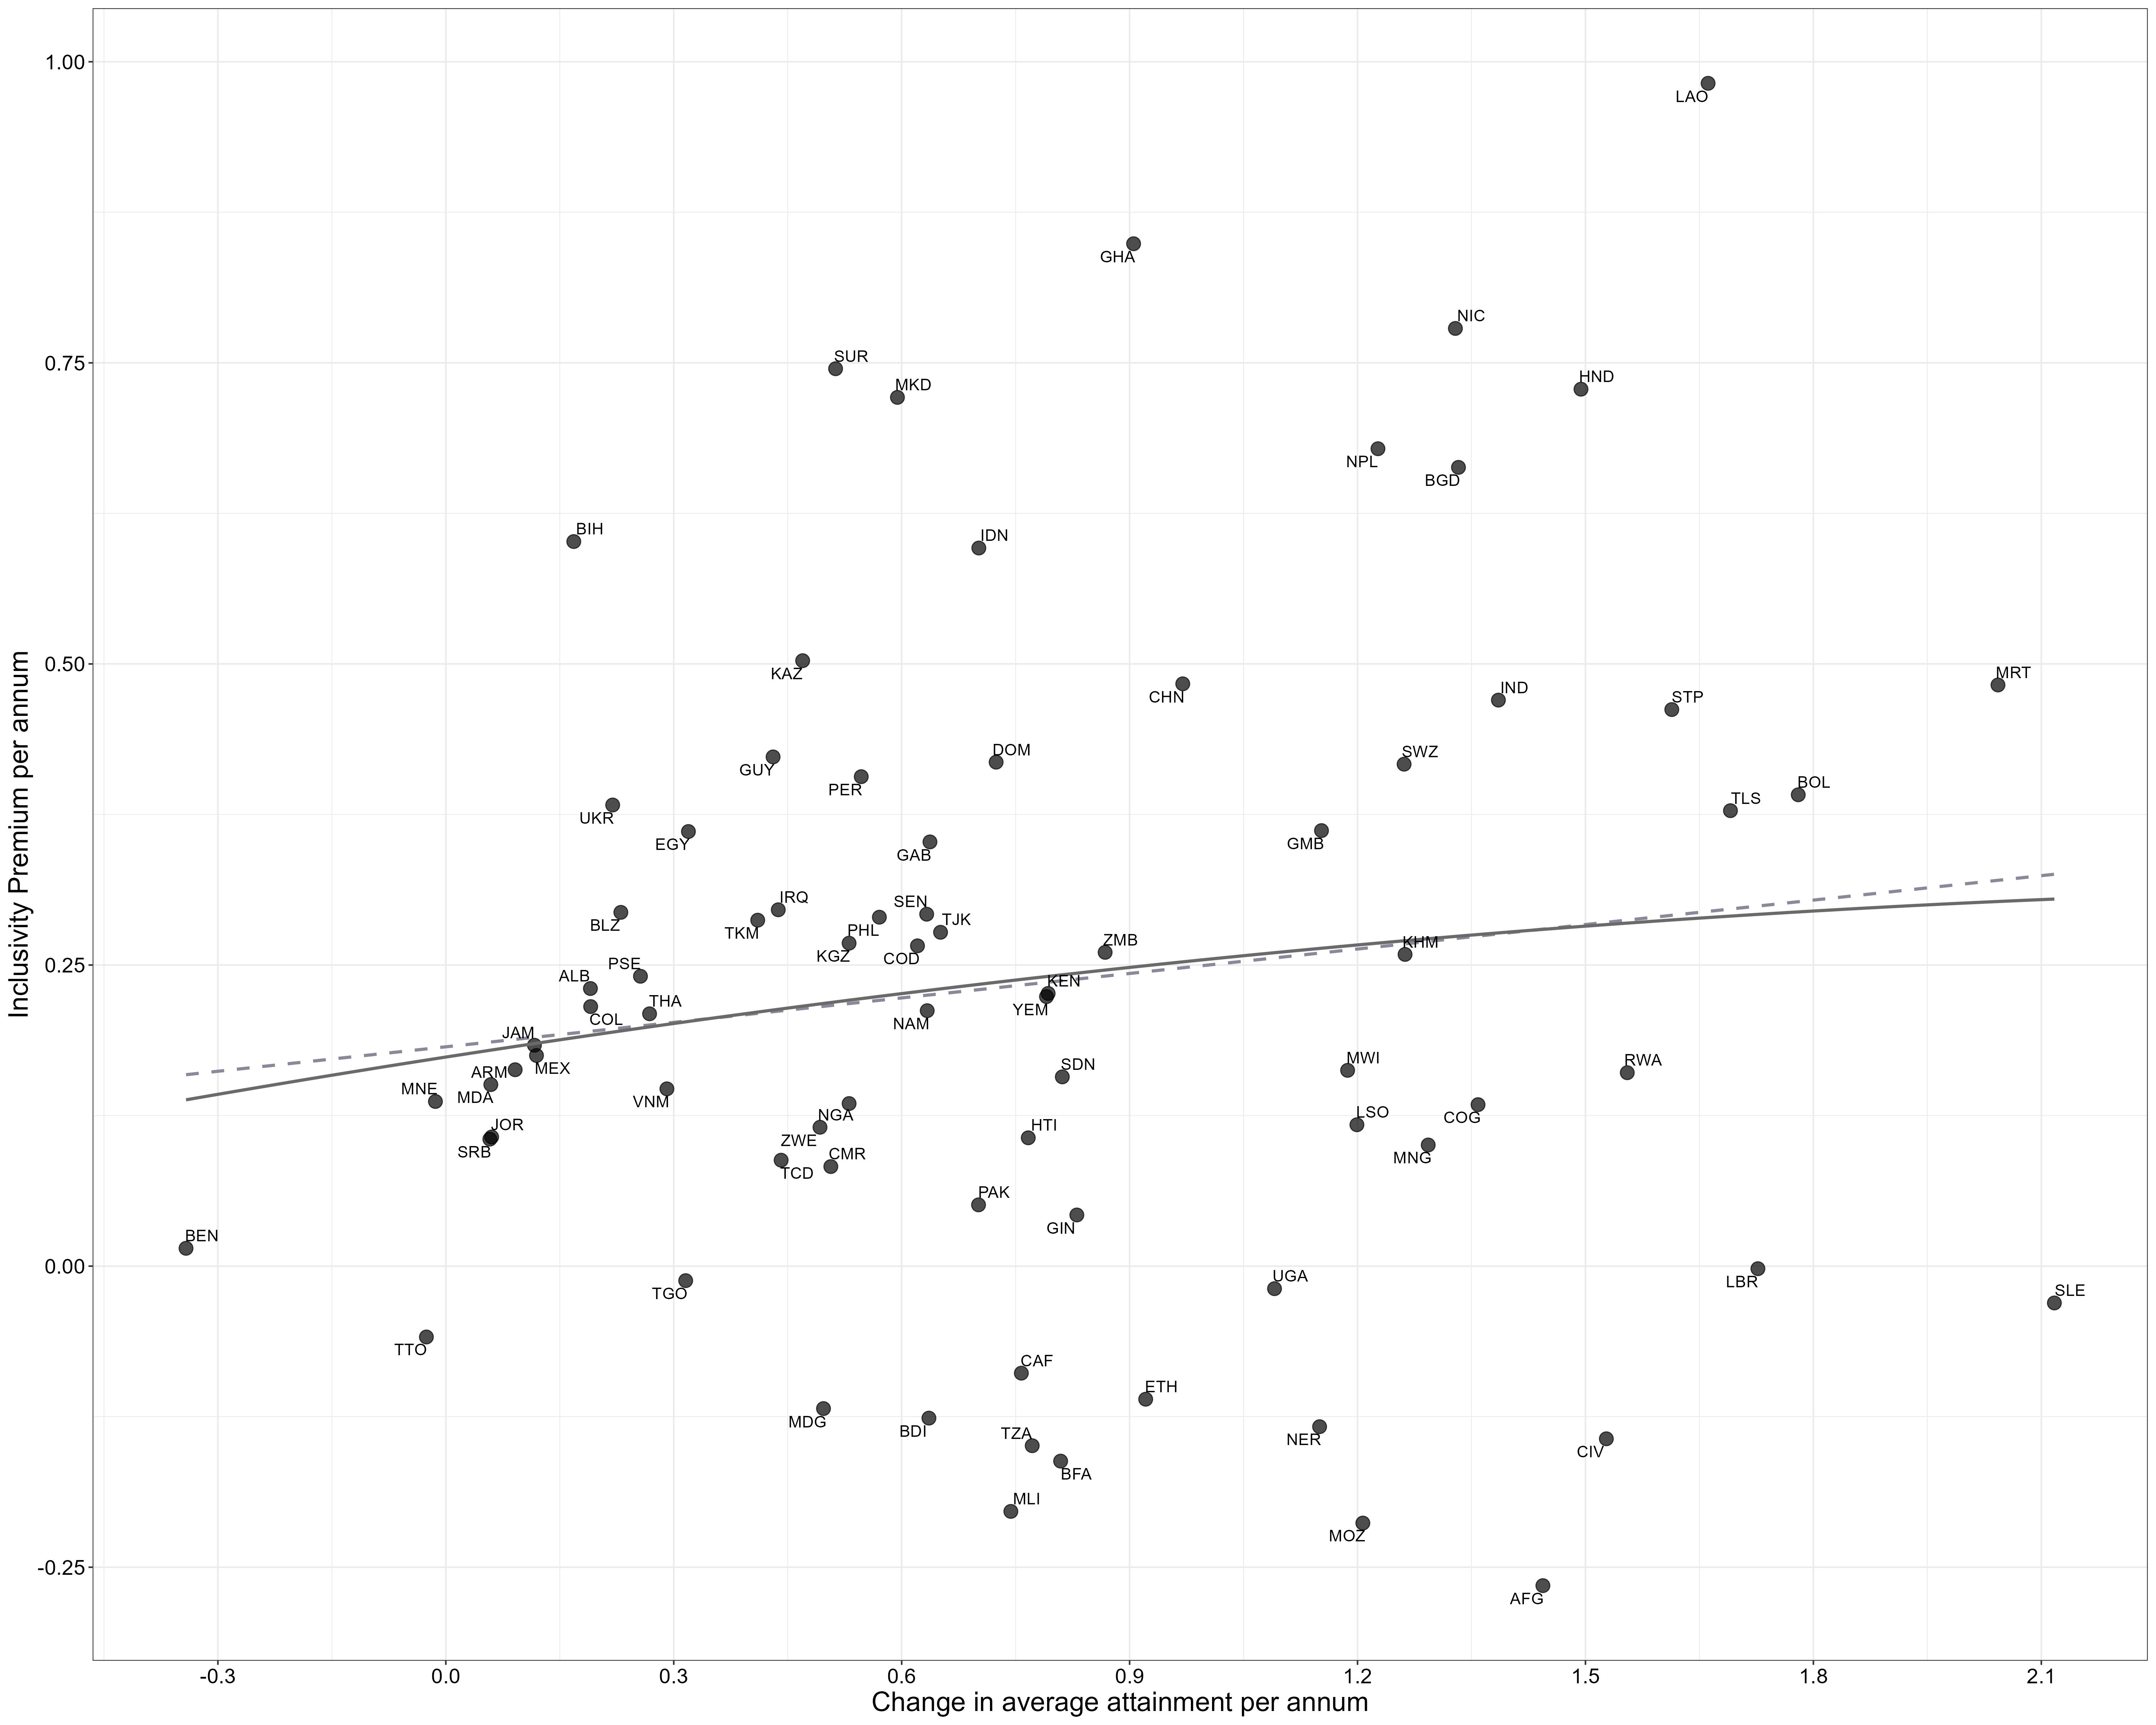 1.00
LAO
GHA
NIC
0.75
SUR
HND
MKD
NPL
BGD
BIH
IDN
0.50
KAZ
MRT
CHN
IND
STP
DOM
SWZ
GUY
BOL
PER
TLS
UKR
EGY
GMB
GAB
IRQ
SEN
TJK
BLZ
TKM
PHL
ZMB
KHM
KGZ
COD
0.25
PSE
ALB
KEN
THA
YEM
COL
NAM
JAM
MEX
ARM
MWI
RWA
SDN
MNE
MDA
VNM
NGA
LSO
COG
JOR
HTI
ZWE
SRB
CMR
MNG
TCD
PAK
GIN
BEN
0.00
UGA
LBR
TGO
SLE
TTO
CAF
ETH
MDG
BDI
TZA
NER
CIV
BFA
MLI
MOZ
-0.25
AFG
-0.3 0.0 0.3 0.6 0.9 1.2 1.5 1.8 2.1
Change in average attainment per annum
Inclusivity Premium per annum